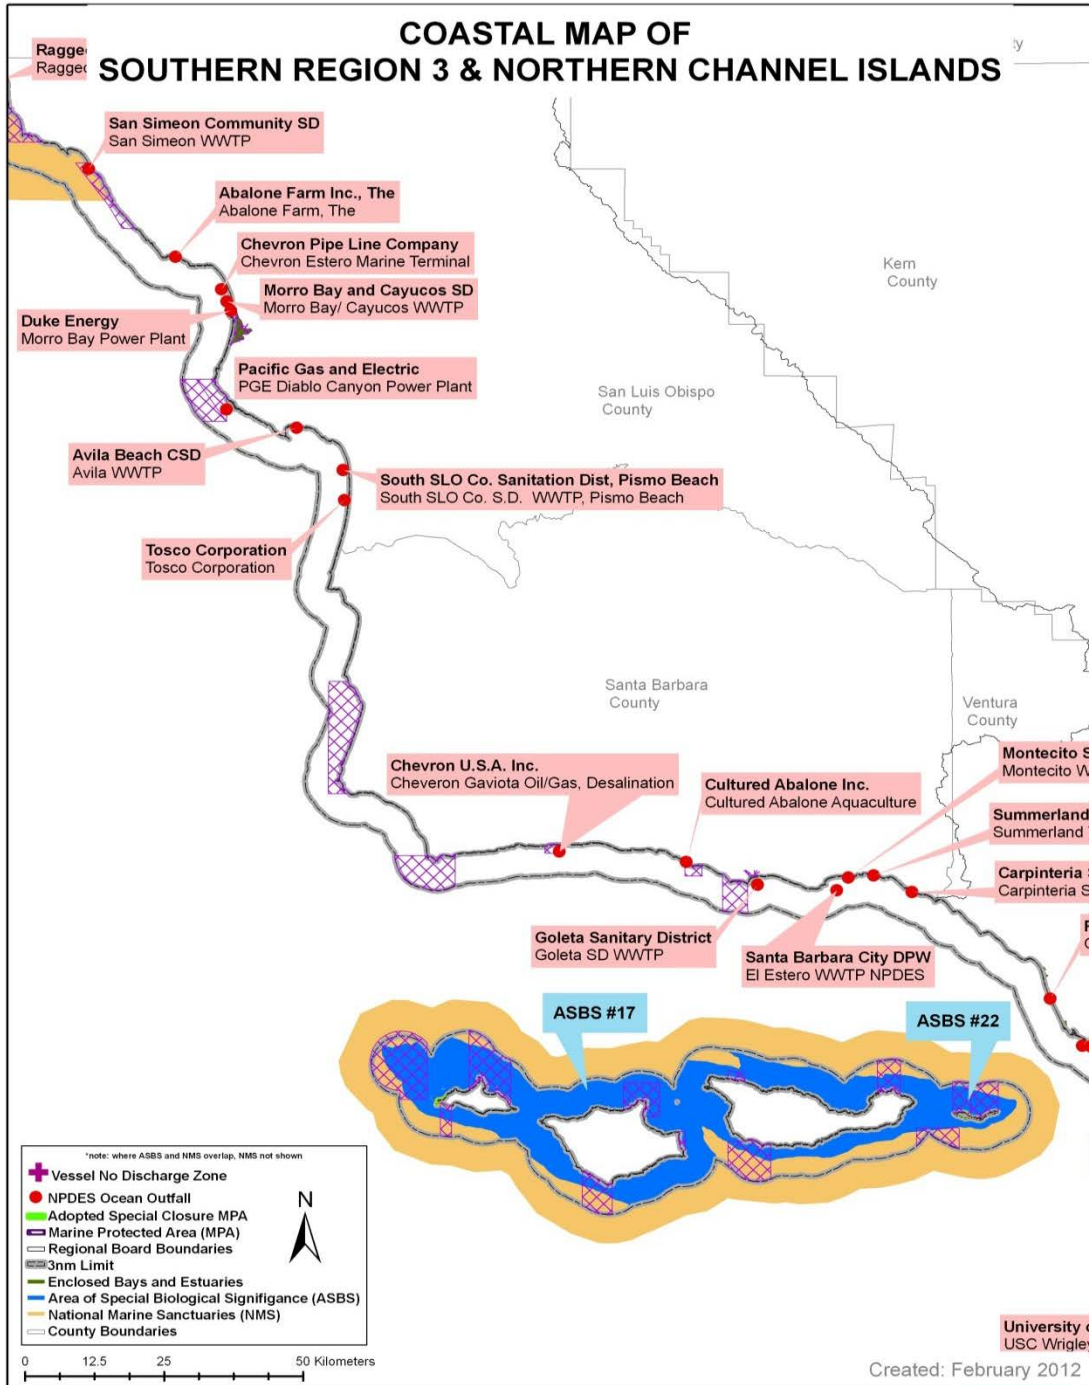 COASTAL MAP OF
SOUTHERN REGION 3 & NORTHERN CHANNEL ISLANDS
San Simeon Community SD
San Simeon WWTP
Abalone Farm Inc., The
Abalone Farm, The
Chevron Pipe Line Company
Chevron Estero Marine Terminal
Morro Bay and Cayucos SD
Morro Bay/ Cayucos WWTP
Duke Energy
Morro Bay Power Plant
Pacific Gas and Electric
PGE Diablo Canyon Power Plant
Avila Beach CSD
Avila WWTP
South SLO Co. Sanitation Dist, Pismo Beach
South SLO Co. S.D. WWTP, Pismo Beach
Tosco Corporation
Tosco Corporation
Kern
County
San Luis Obispo
County
Santa Barbara
County
Ventura
County
Chevron U.S.A. Inc.
Cheveron Gaviota Oil/Gas, Desalination
Cultured Abalone Inc.
Cultured Abalone Aquaculture
Montecito
Montecito
Summerland
Summerland
Carpinteria
Carpinteria
Goleta Sanitary District
Goleta SD WWTP
Santa Barbara City DPW
El Estero WWTP NPDES
ASBS #17
ASBS #22
*note: where ASBS and NMS overlap, NMS not shown
Vessel No Discharge Zone
NPDES Ocean Outfall
Adopted Special Closure MPA
Marine Protected Area (MPA)
Regional Board Boundaries
3nm Limit
Enclosed Bays and Estuaries
Area of Special Biological Signifigance (ASBS)
National Marine Sanctuaries (NMS)
County Boundaries
N
0 12.5 25 50 Kilometers
University
USC Wrigley
Created: February 2012